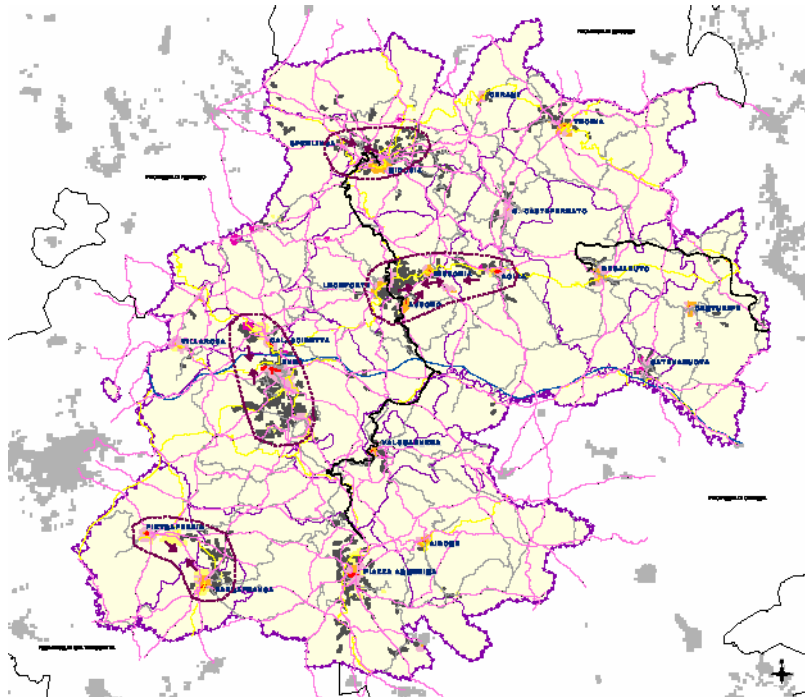 CERAMI
TROINA
SPERLINGA
NICOSIA
G. CASTEFERRATO
NISSORIA
AGIRA
REGALBUTO
LEONFORTE
ASSORO
CENTURIPE
VILLAROSA
CALASCIBETTA
ENNA
CATENANUOVA
VALGUARNERA
PIETRAPERZIA
AIDONE
PIAZZA ARMERINA
BARRAFRANCA